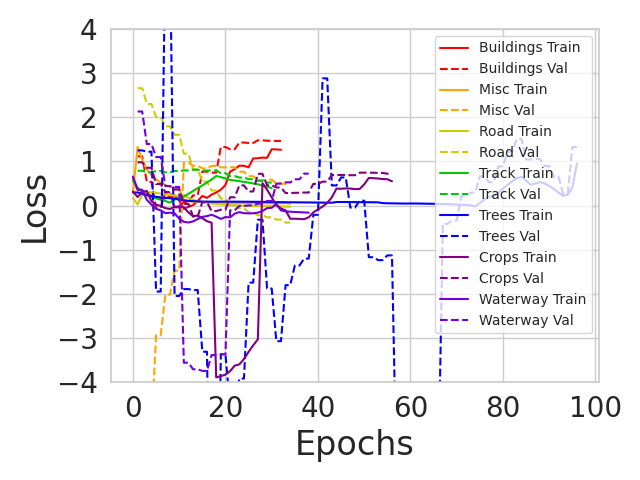 4
3
2
1
0
−1
−2
−3
−4
Loss
0
20
40
60
80
100
Epochs
Buildings Train
Buildings Val
Misc Train
Misc Val
Road Train
Road Val
Track Train
Track Val
Trees Train
Trees Val
Crops Train
Crops Val
Waterway Train
Waterway Val